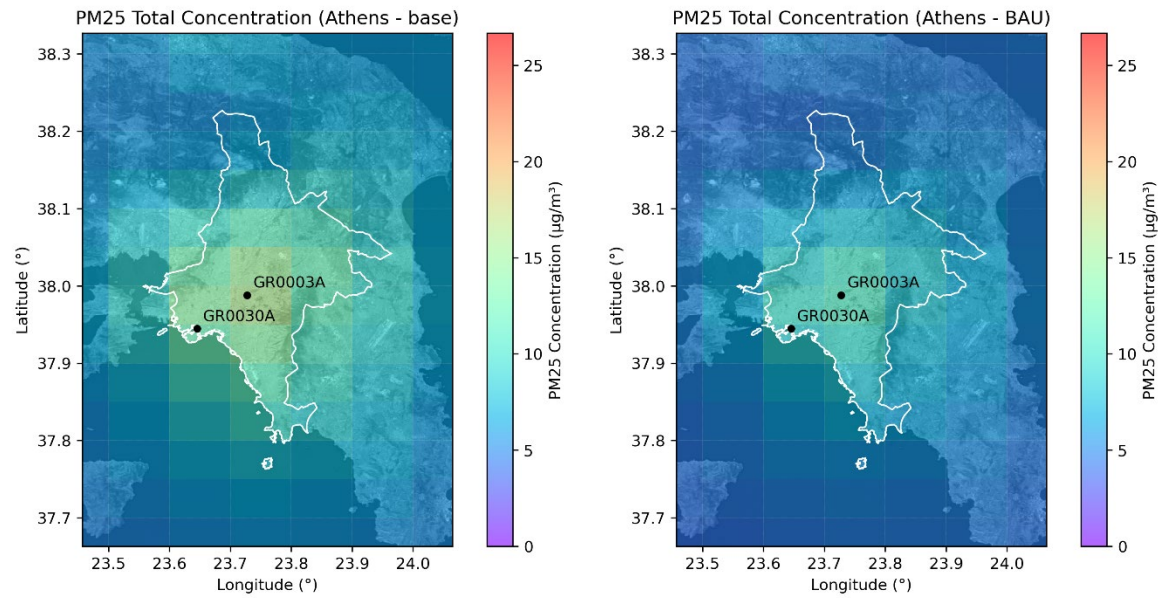 PM25 Total Concentration (Athens - base)
38.3
38.2
38.1
38.0
37.9
37.8
37.7
Latitude (°)
GR0003A
GR0030A
23.5 23.6 23.7 23.8 23.9 24.0
Longitude (°)
25
20
15
10
5
0
PM25 Concentration (µg/m³)
PM25 Total Concentration (Athens - BAU)
38.3
38.2
38.1
38.0
37.9
37.8
37.7
Latitude (°)
GR0003A
GR0030A
23.5 23.6 23.7 23.8 23.9 24.0
Longitude (°)
25
20
15
10
5
0
PM25 Concentration (µg/m³)